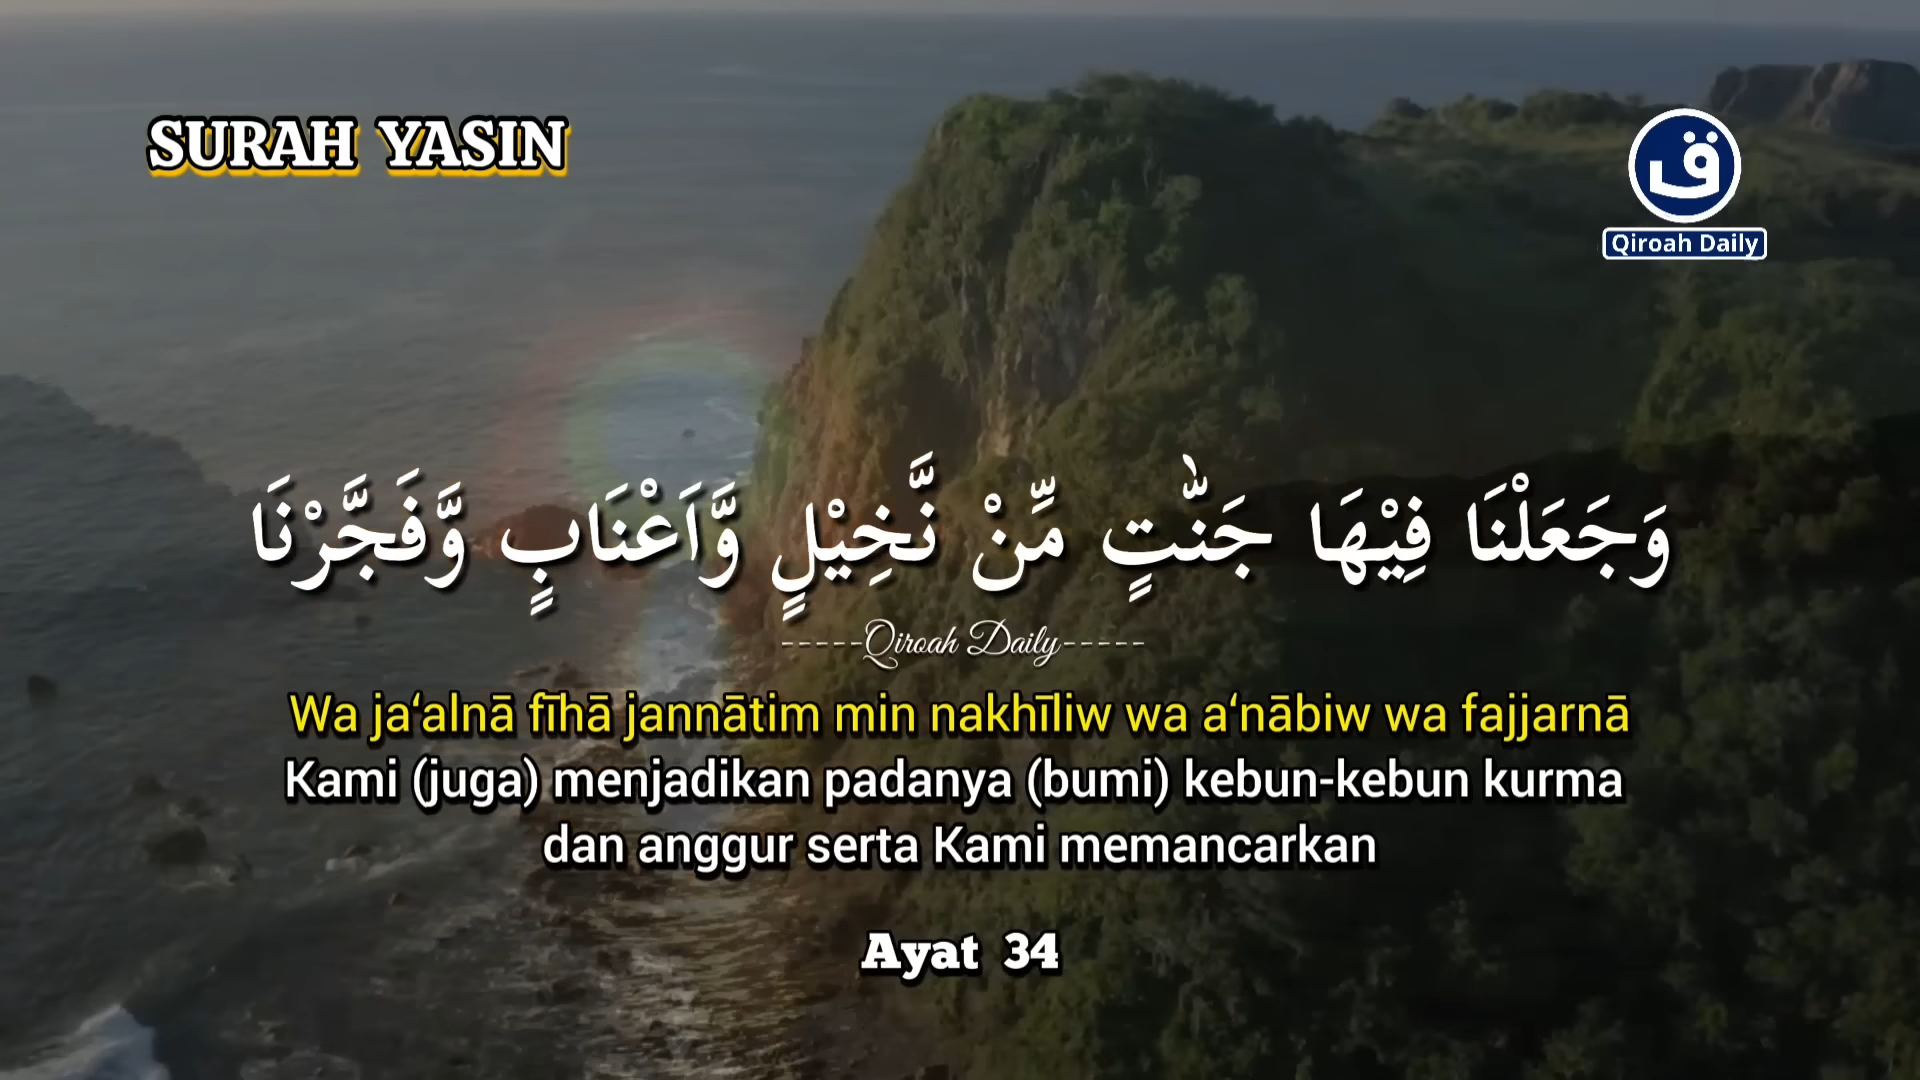 SURAH YASIN
ق
Qiroah Daily
وَجَعَلْنَا فِيْهَا جَنّٰتٍ مِّنْ نَّخِيْلٍ وَّاَعْنَابٍ وَّفَجَّرْنَا
-----Qiroah Daily-----
Wa ja‘alnā fīhā jannātim min nakhīliw wa a‘nābiw wa fajjarnā
Kami (juga) menjadikan padanya (bumi) kebun-kebun kurma
dan anggur serta Kami memancarkan
Ayat 34